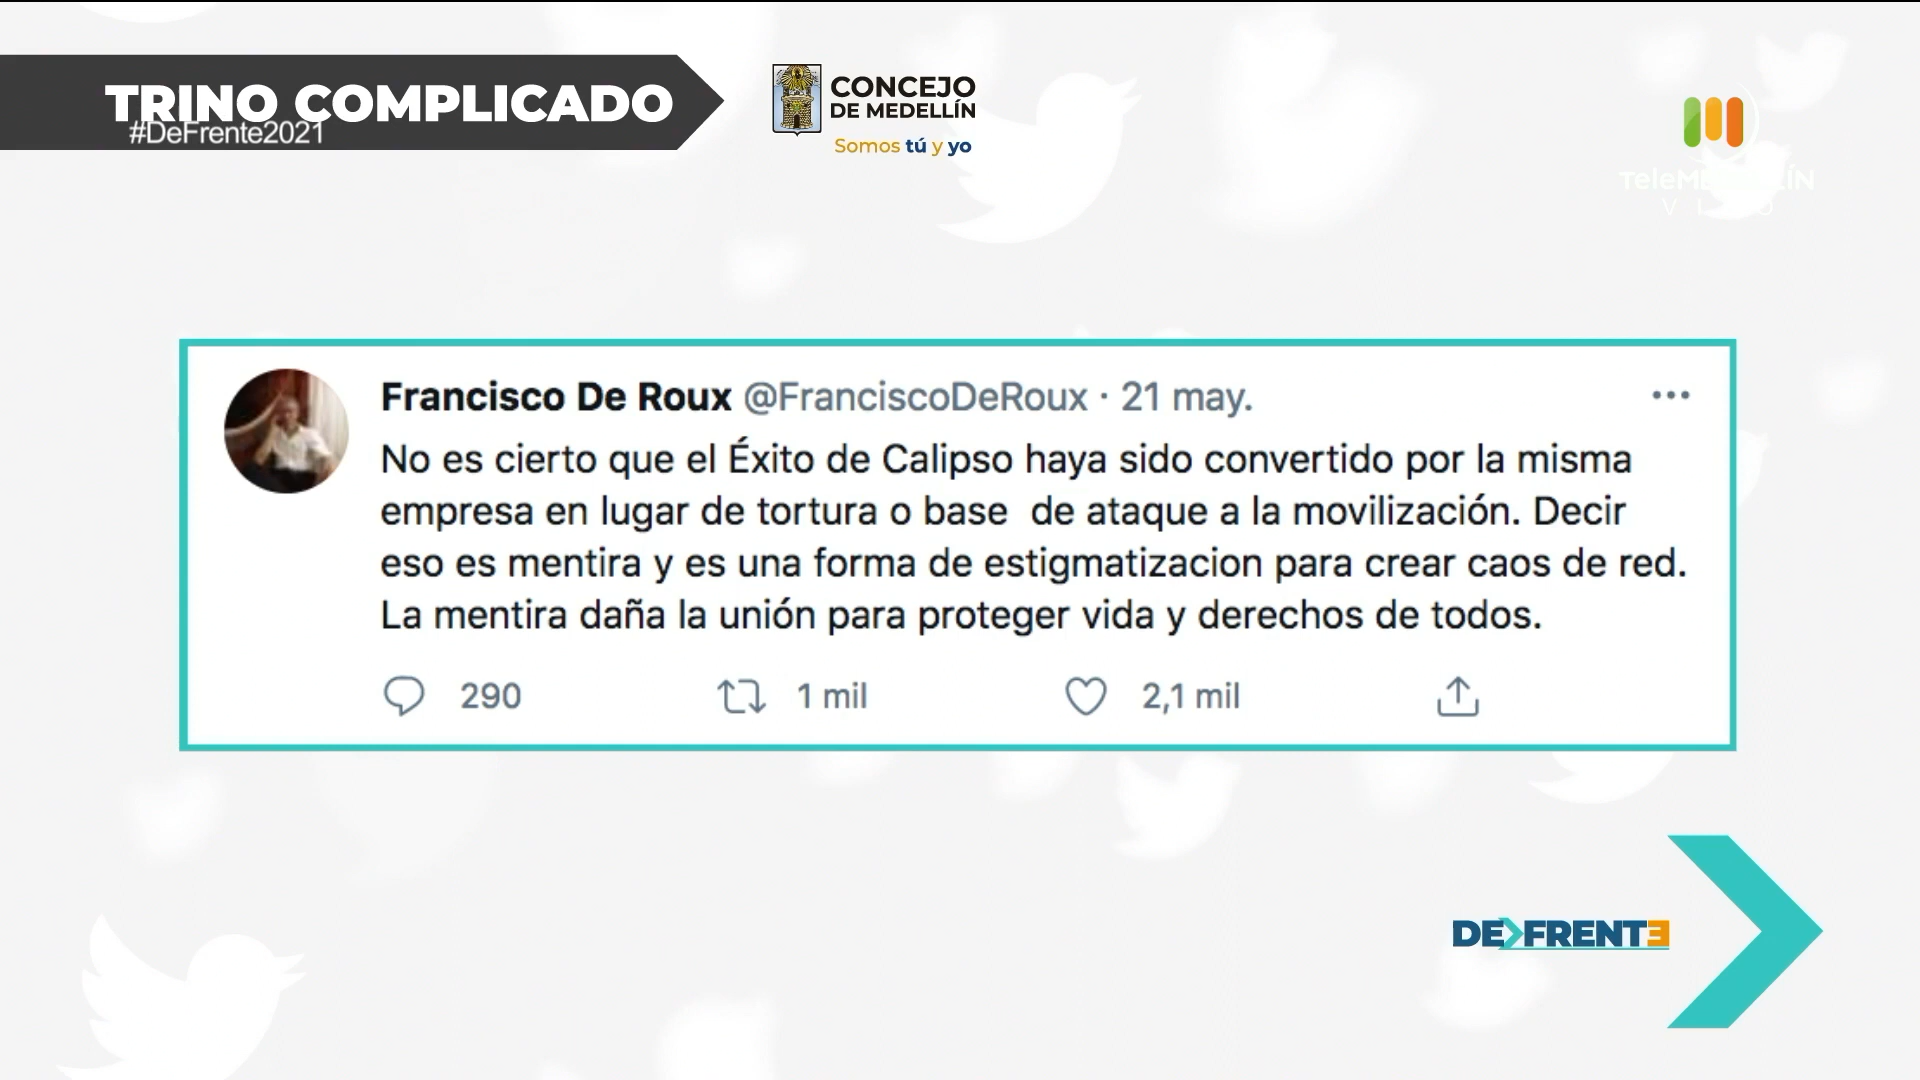 TRINO COMPLICADO
#DeFrente2021
CONCEJO
DE MEDELLÍN
Somos tú y yo
Francisco De Roux @FranciscoDeRoux · 21 may.
No es cierto que el Éxito de Calipso haya sido convertido por la misma
empresa en lugar de tortura o base  de ataque a la movilización. Decir
eso es mentira y es una forma de estigmatizacion para crear caos de red.
La mentira daña la unión para proteger vida y derechos de todos.
290 1 mil 2,1 mil
DE FRENTE